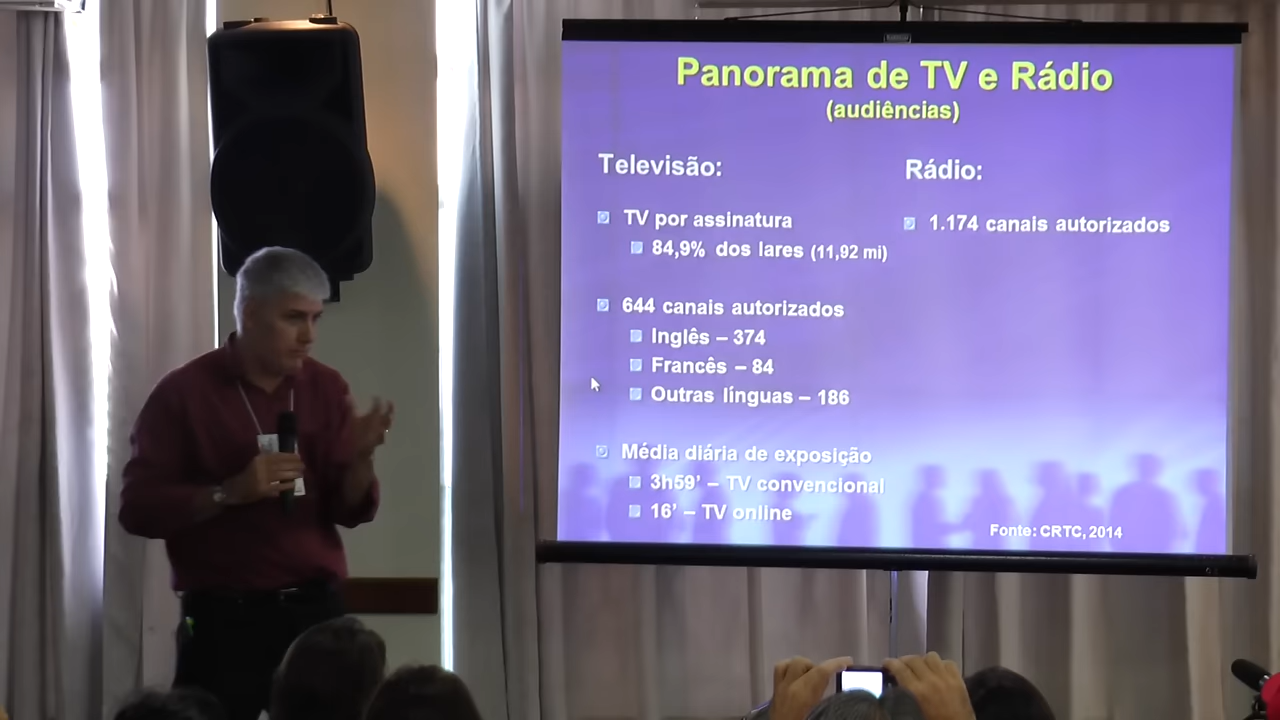 Panorama de TV e Rádio
(audiências)
Televisão:
TV por assinatura
84,9% dos lares (11,92 mi)
644 canais autorizados
Inglês – 374
Francês – 84
Outras línguas – 186
Média diária de exposição
3h59' – TV convencional
16' – TV online
Rádio:
1.174 canais autorizados
Fonte: CRTC, 2014